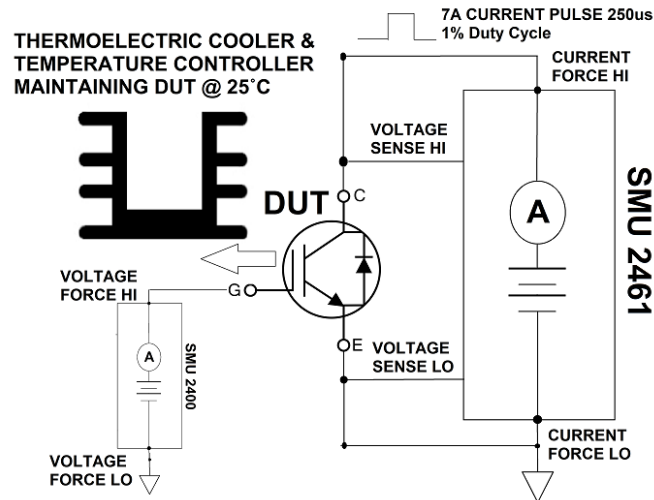 7A CURRENT PULSE 250us
1% Duty Cycle
THERMOELECTRIC COOLER &
TEMPERATURE CONTROLLER
MAINTAINING DUT @ 25˚C
CURRENT
FORCE HI
VOLTAGE
SENSE HI
DUT
C
A
SMU 2461
VOLTAGE
FORCE HI
G
E
A
SMU 2400
VOLTAGE
SENSE LO
CURRENT
FORCE LO
VOLTAGE
FORCE LO